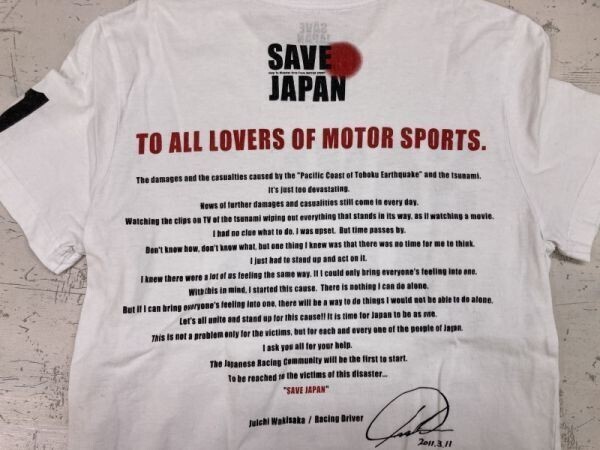 SAVE
JAPAN
TO ALL LOVERS OF MOTOR SPORTS.
The damages and the casualties caused by the "Pacific Coast of Tohoku Earthquake" and the tsunami.
It's just too devastating.
News of further damages and casualities still come in every day.
Watching the clips on TV of the tsunami wiping out everything that stands in its way, as if watching a movie.
I had no clue what to do. I was upset. But time passes by.
Don't know how, don't know what, but one thing I knew was that there was no time for me to think.
I just had to stand up and act on it.
I knew there were a lot of us feeling the same way. If I could only bring everyone's feeling into one.
With this in mind, I started this cause. There is nothing I can do alone.
But if I can bring everyone's feeling into one, there will be a way to do things I would not be able to do alone.
Let's all unite and stand up for this cause!! It is time for Japan to be as one.
This is not a problem only for the victims, but for each and every one of the people of Japan.
I ask you all for your help.
The Japanese Racing Community will be the first to start.
To be reached to the victims of this disaster...
"SAVE JAPAN"
Juichi Wakisaka / Racing Driver
2011.3.11